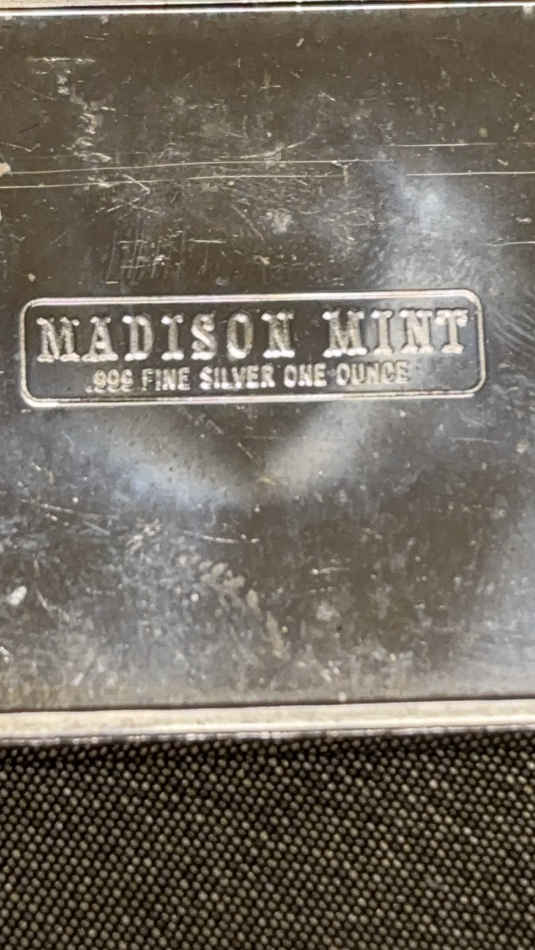 MADISON MINT
.999 FINE SILVER ONE OUNCE